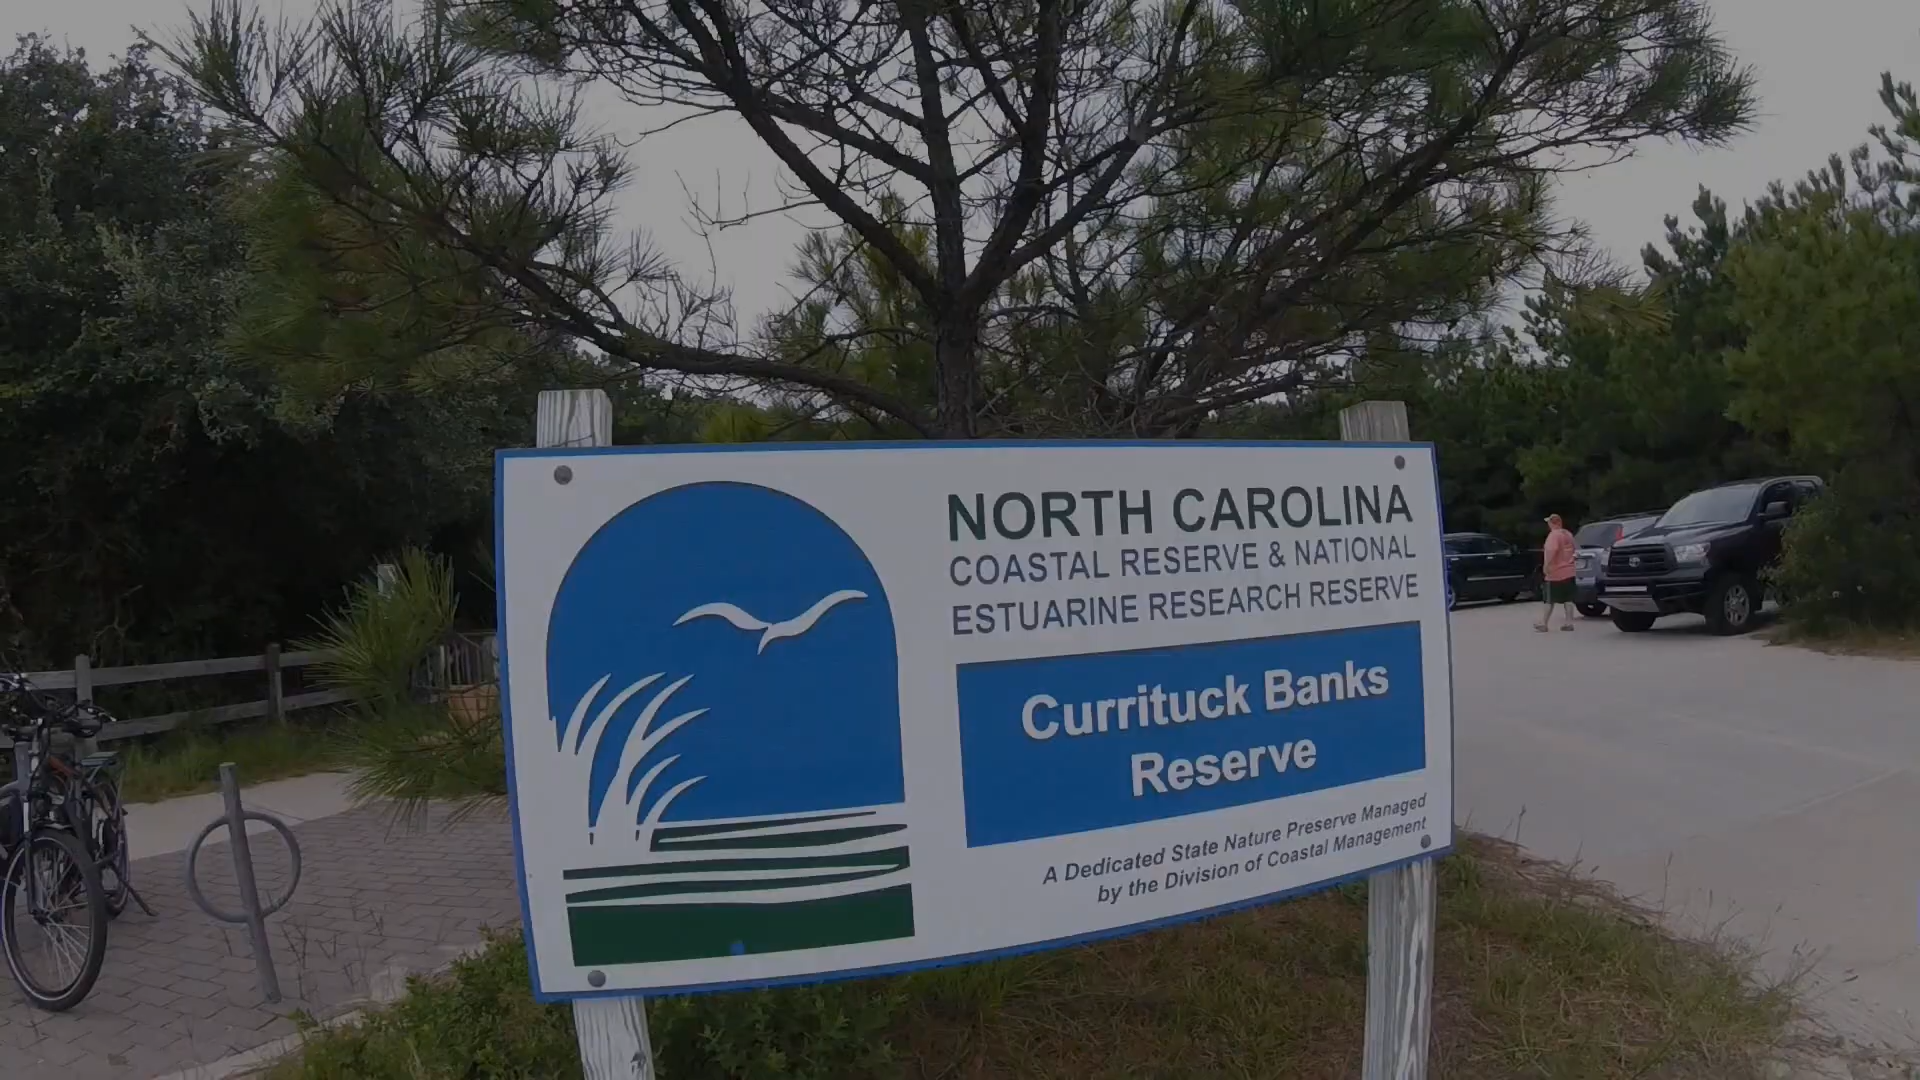 NORTH CAROLINA
COASTAL RESERVE & NATIONAL
ESTUARINE RESEARCH RESERVE
Currituck Banks
Reserve
A Dedicated State Nature Preserve Managed
by the Division of Coastal Management